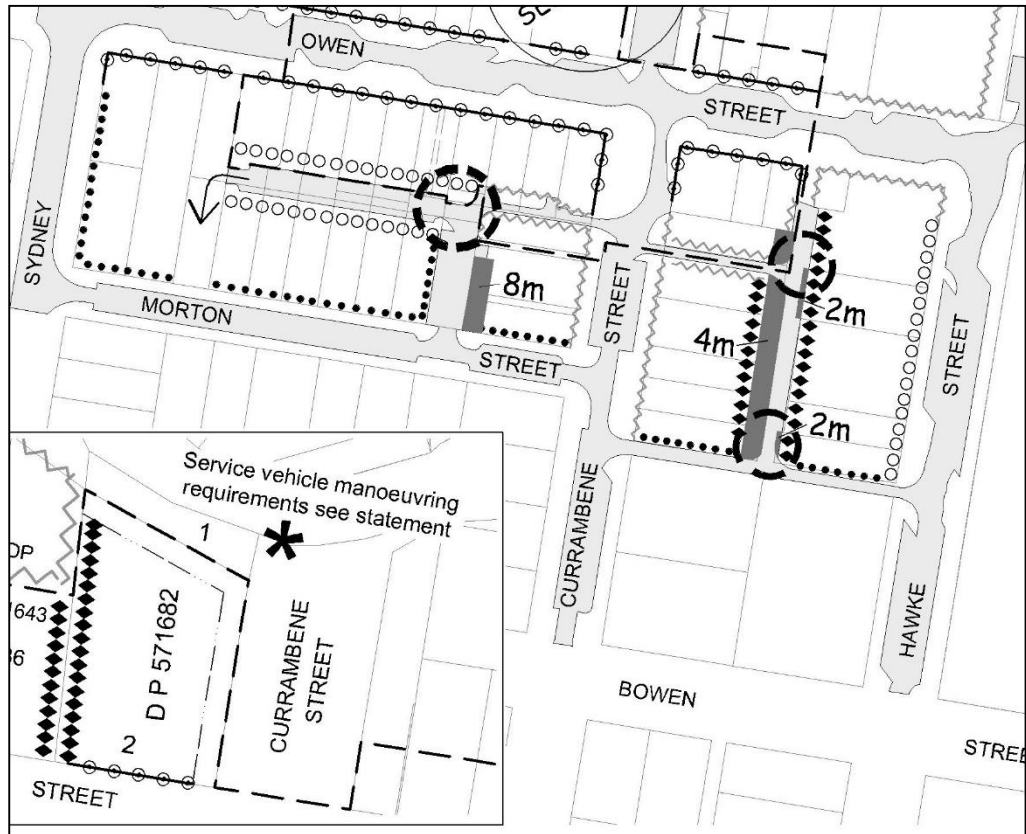 OWEN
STREET
SYDNEY
MORTON
STREET
8m
STREET
4m
2m
2m
STREET
CURRAMBENE
HAWKE
BOWEN
Service vehicle manoeuvring
requirements see statement
1
D P 571682
2
CURRAMBENE
STREET
STREET